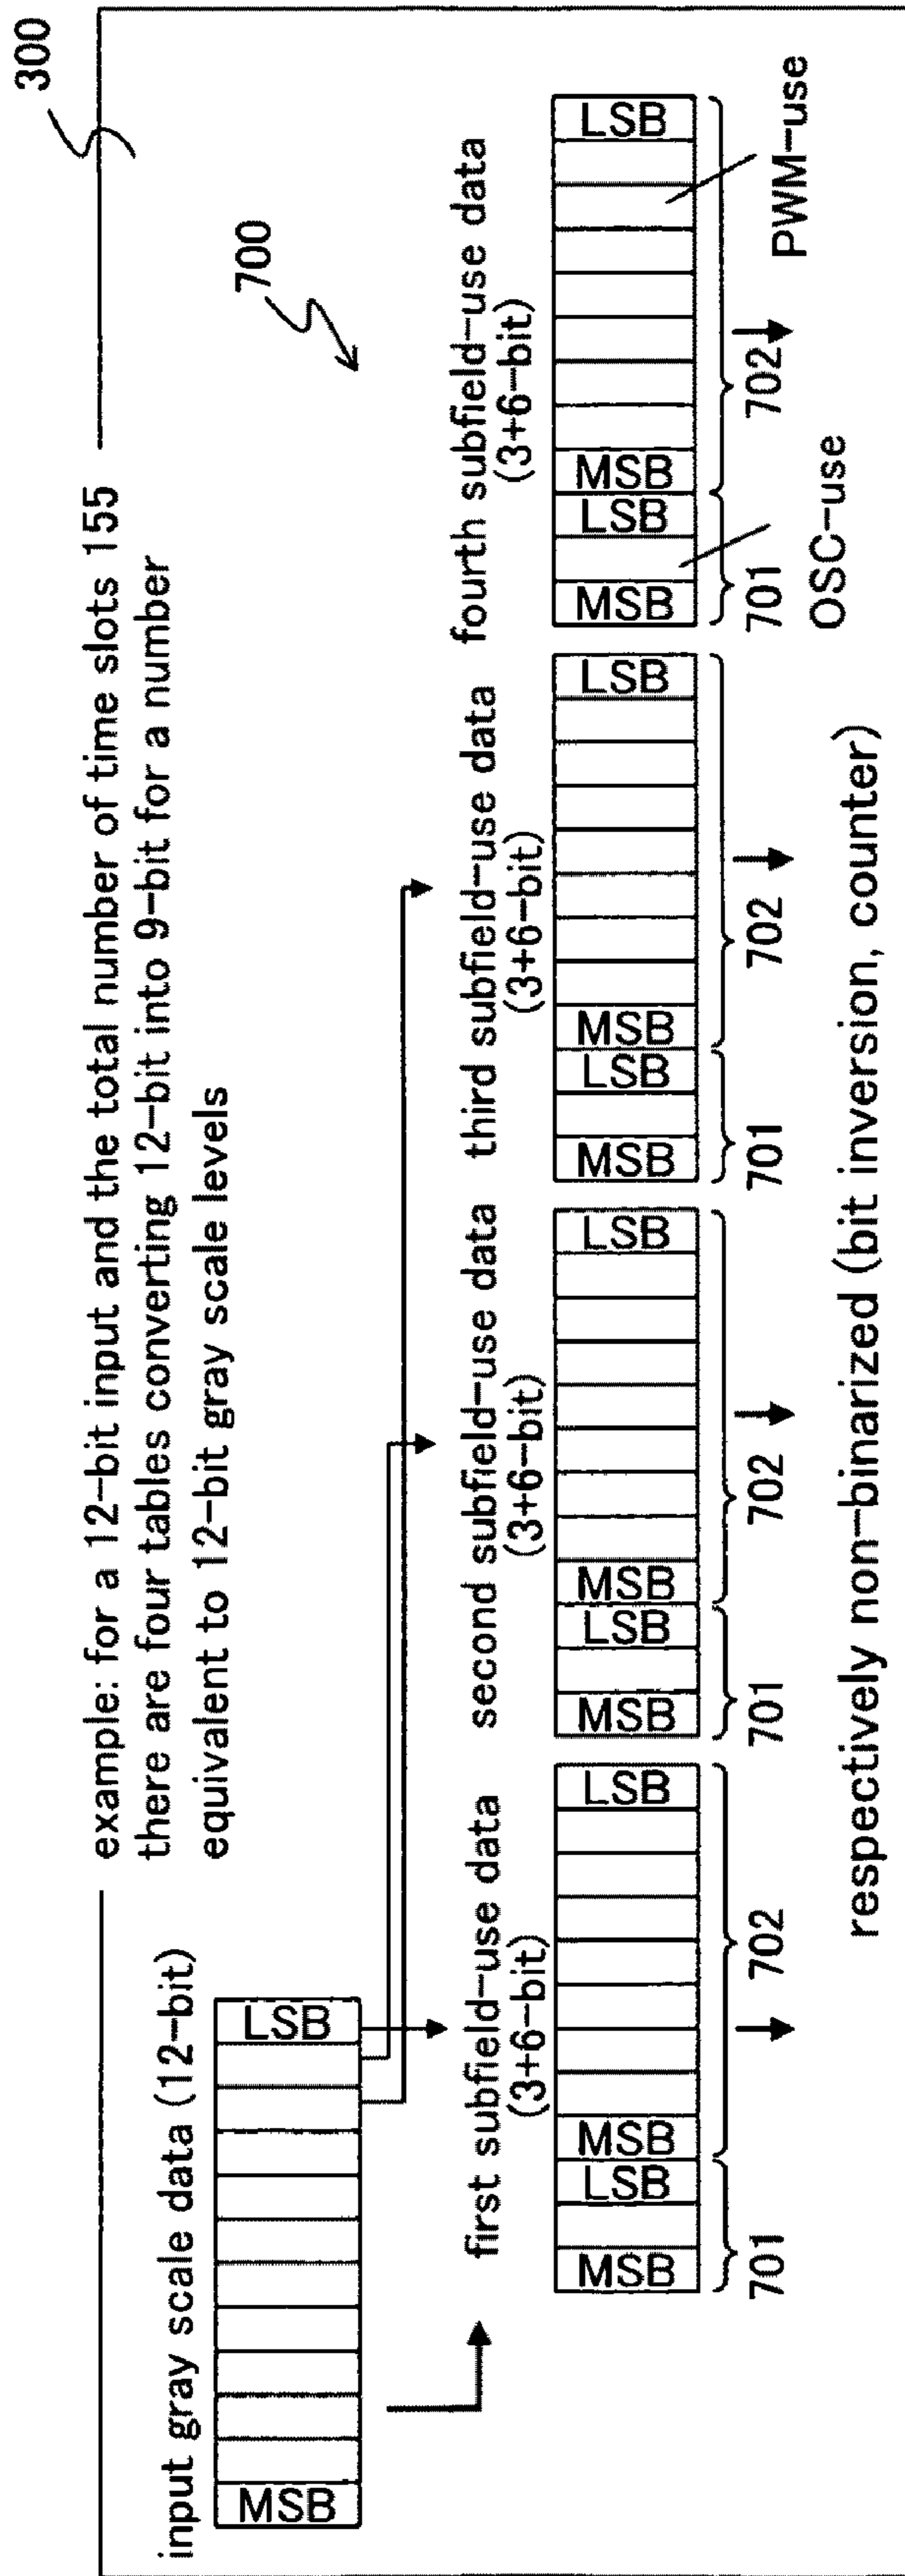 300
example: for a 12-bit input and the total number of time slots 155
there are four tables converting 12-bit into 9-bit for a number
equivalent to 12-bit gray scale levels
input gray scale data (12-bit)
MSB LSB
700
first subfield-use data
(3+6-bit)
second subfield-use data
(3+6-bit)
third subfield-use data
(3+6-bit)
fourth subfield-use data
(3+6-bit)
MSB LSB MSB LSB
MSB LSB MSB LSB
MSB LSB MSB LSB
MSB LSB MSB LSB
701 702
701 702
701 702
701 702
OSC-use
PWM-use
respectively non-binarized (bit inversion, counter)